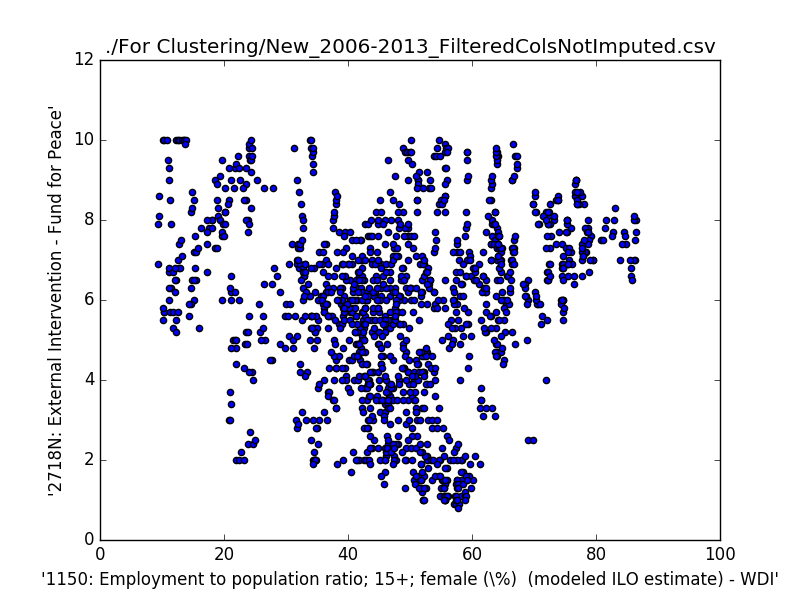 ./For Clustering/New_2006-2013_FilteredColsNotImputed.csv
12
10
8
6
4
2
0
'2718N: External Intervention - Fund for Peace'
0 20 40 60 80 100
'1150: Employment to population ratio; 15+; female (\%)  (modeled ILO estimate) - WDI'